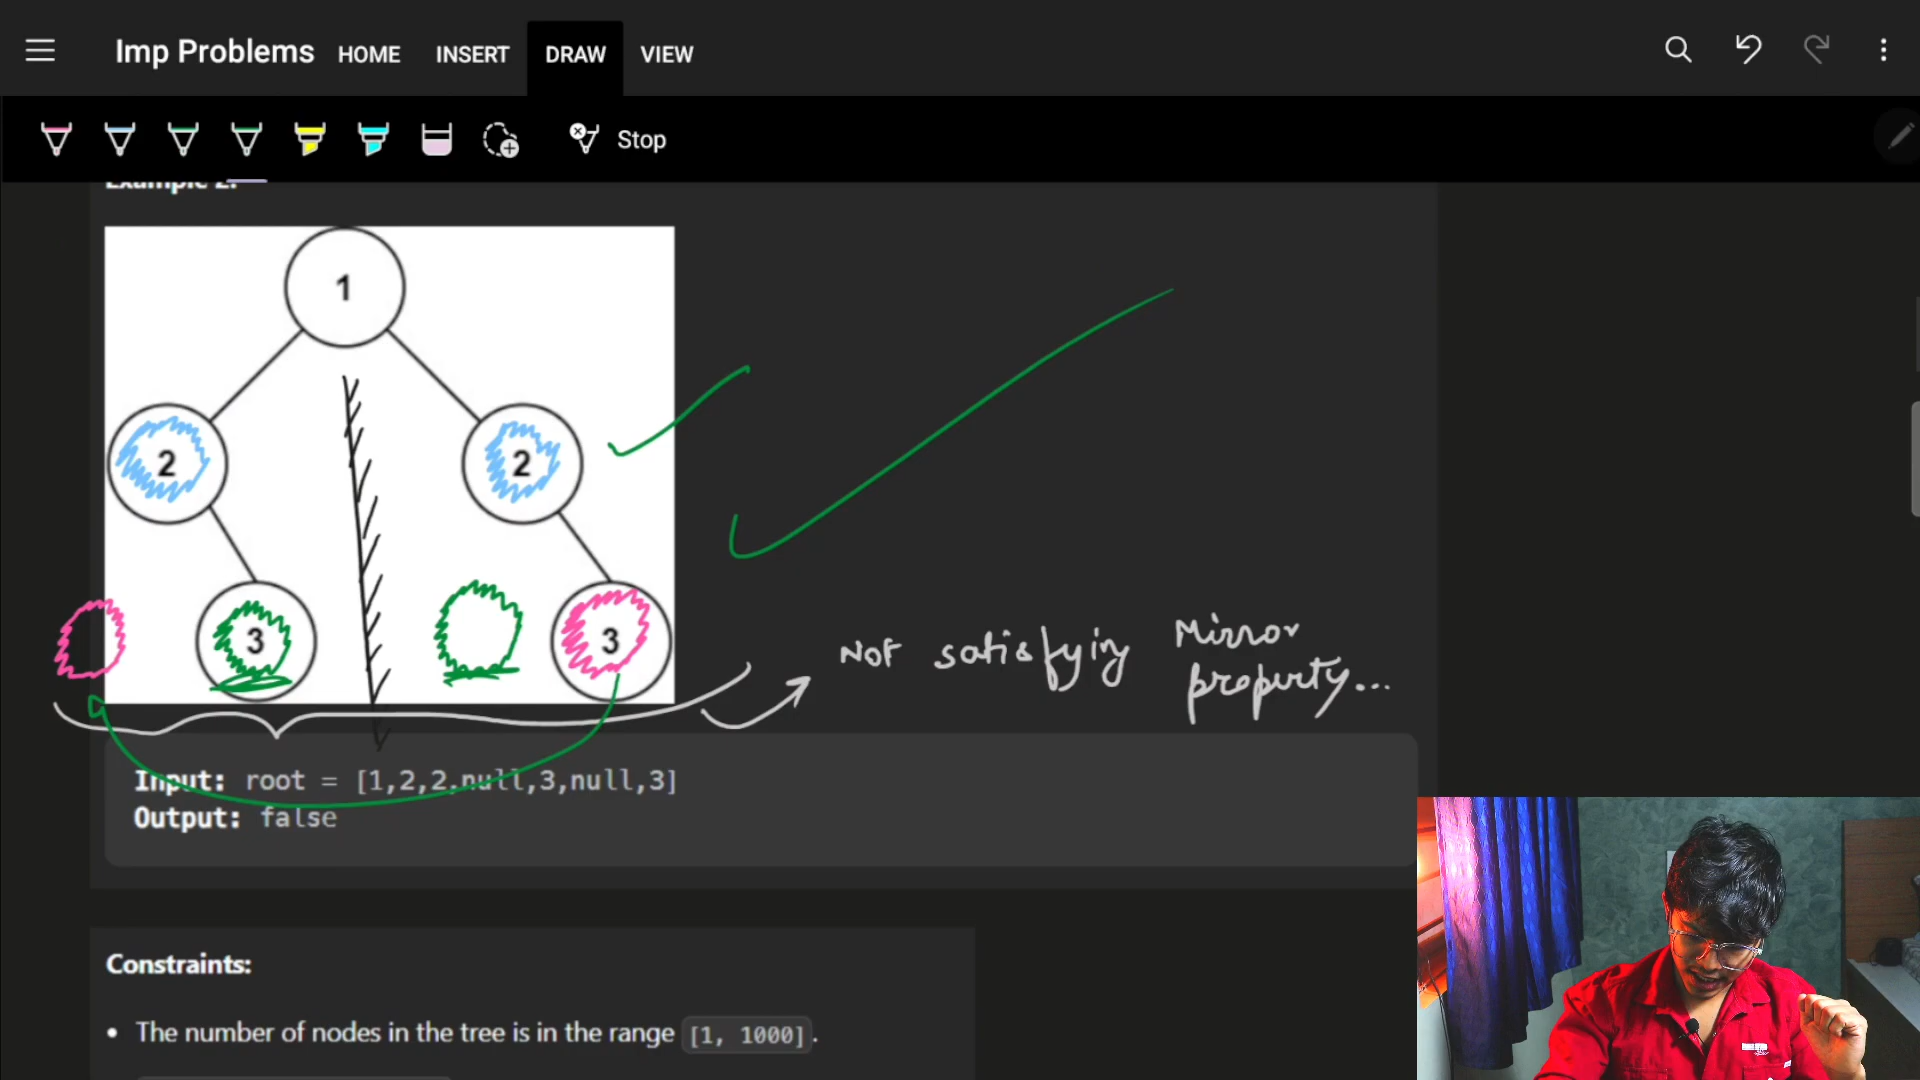 Imp Problems HOME INSERT DRAW VIEW
Stop
Example 2:
1
2 2
3 3
Not satisfying Mirror
property...
Input: root = [1,2,2,null,3,null,3]
Output: false
Constraints:
• The number of nodes in the tree is in the range [1, 1000].